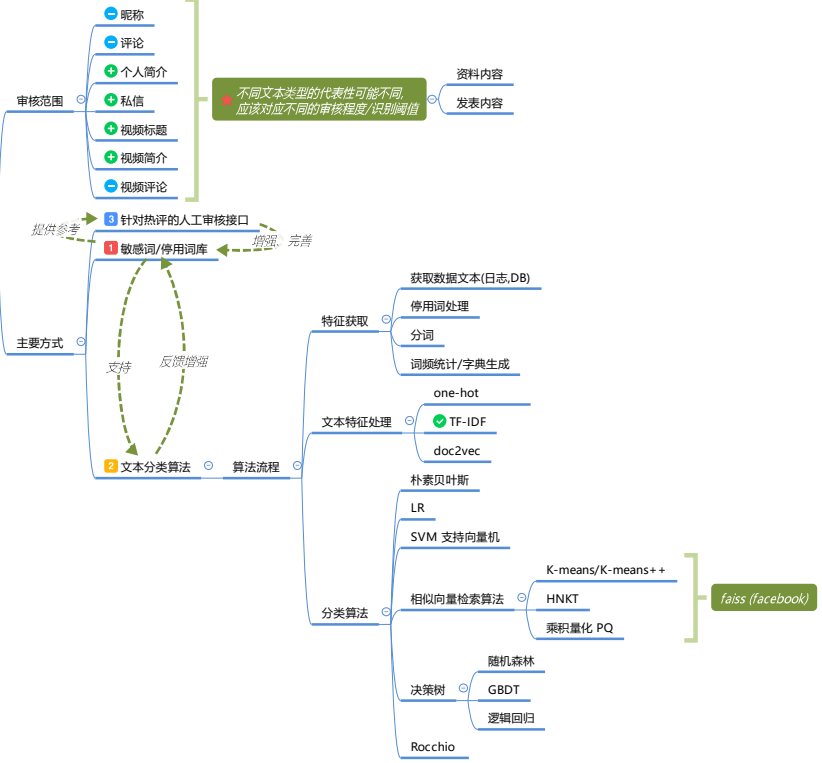 审核范围
昵称
评论
个人简介
私信
视频标题
视频简介
视频评论
不同文本类型的代表性可能不同,
应该对应不同的审核程度/识别阈值
资料内容
发表内容
主要方式
3 针对热评的人工审核接口
提供参考
增强、完善
1 敏感词/停用词库
支持
反馈增强
2 文本分类算法
算法流程
特征获取
获取数据文本(日志,DB)
停用词处理
分词
词频统计/字典生成
文本特征处理
one-hot
TF-IDF
doc2vec
分类算法
朴素贝叶斯
LR
SVM 支持向量机
相似向量检索算法
K-means/K-means++
HNKT
乘积量化 PQ
faiss (facebook)
决策树
随机森林
GBDT
逻辑回归
Rocchio